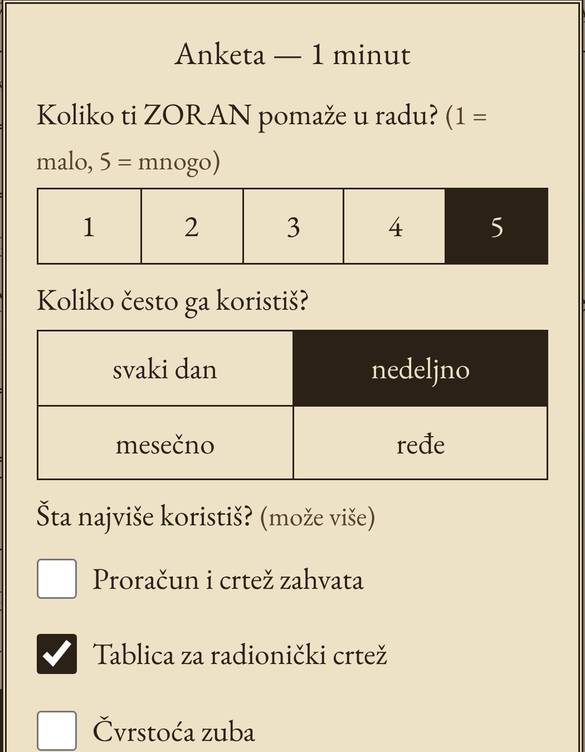 Anketa — 1 minut
Koliko ti ZORAN pomaže u radu? (1 =
malo, 5 = mnogo)
1 2 3 4 5
Koliko često ga koristiš?
svaki dan nedeljno
mesečno ređe
Šta najviše koristiš? (može više)
Proračun i crtež zahvata
Tablica za radionički crtež
Čvrstoća zuba